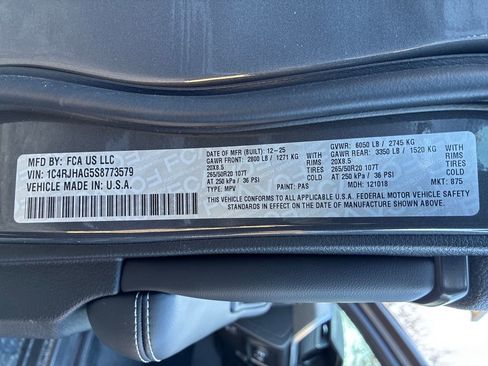 MFD BY: FCA US LLC
VIN: 1C4RJHAG5S8773579
VEHICLE MADE IN U.S.A.
DATE OF MFR (BUILT): 12-25
GAWR FRONT: 2800 LB / 1271 KG
20X8.5 RIMS
265/50R20 107T TIRES
AT 250 kPa / 36 PSI COLD
TYPE: MPV PAINT: PAS
GVWR: 6050 LB / 2745 KG
GAWR REAR: 3350 LB / 1520 KG
20X8.5 RIMS
265/50R20 107T TIRES
AT 250 kPa / 36 PSI COLD
MDH: 121018 MKT: 875
THIS VEHICLE CONFORMS TO ALL APPLICABLE U.S.A. FEDERAL MOTOR VEHICLE SAFETY
STANDARDS IN EFFECT ON THE DATE OF MANUFACTURE SHOWN ABOVE